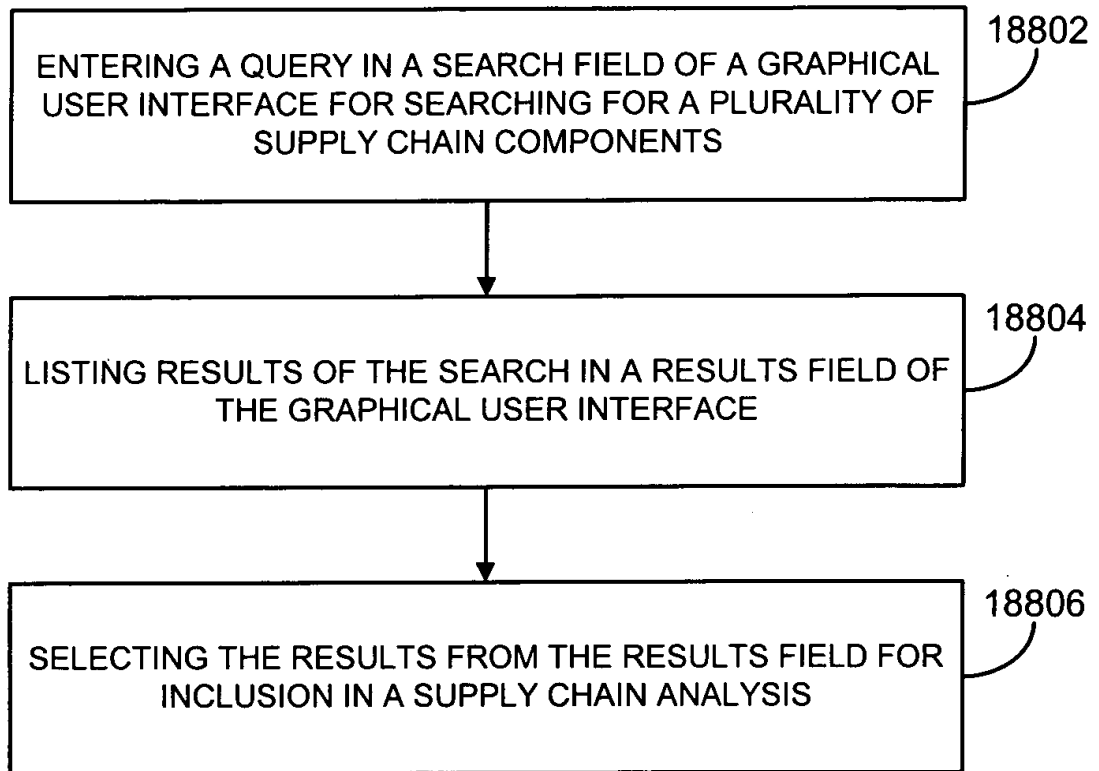 18802
ENTERING A QUERY IN A SEARCH FIELD OF A GRAPHICAL
USER INTERFACE FOR SEARCHING FOR A PLURALITY OF
SUPPLY CHAIN COMPONENTS
18804
LISTING RESULTS OF THE SEARCH IN A RESULTS FIELD OF
THE GRAPHICAL USER INTERFACE
18806
SELECTING THE RESULTS FROM THE RESULTS FIELD FOR
INCLUSION IN A SUPPLY CHAIN ANALYSIS